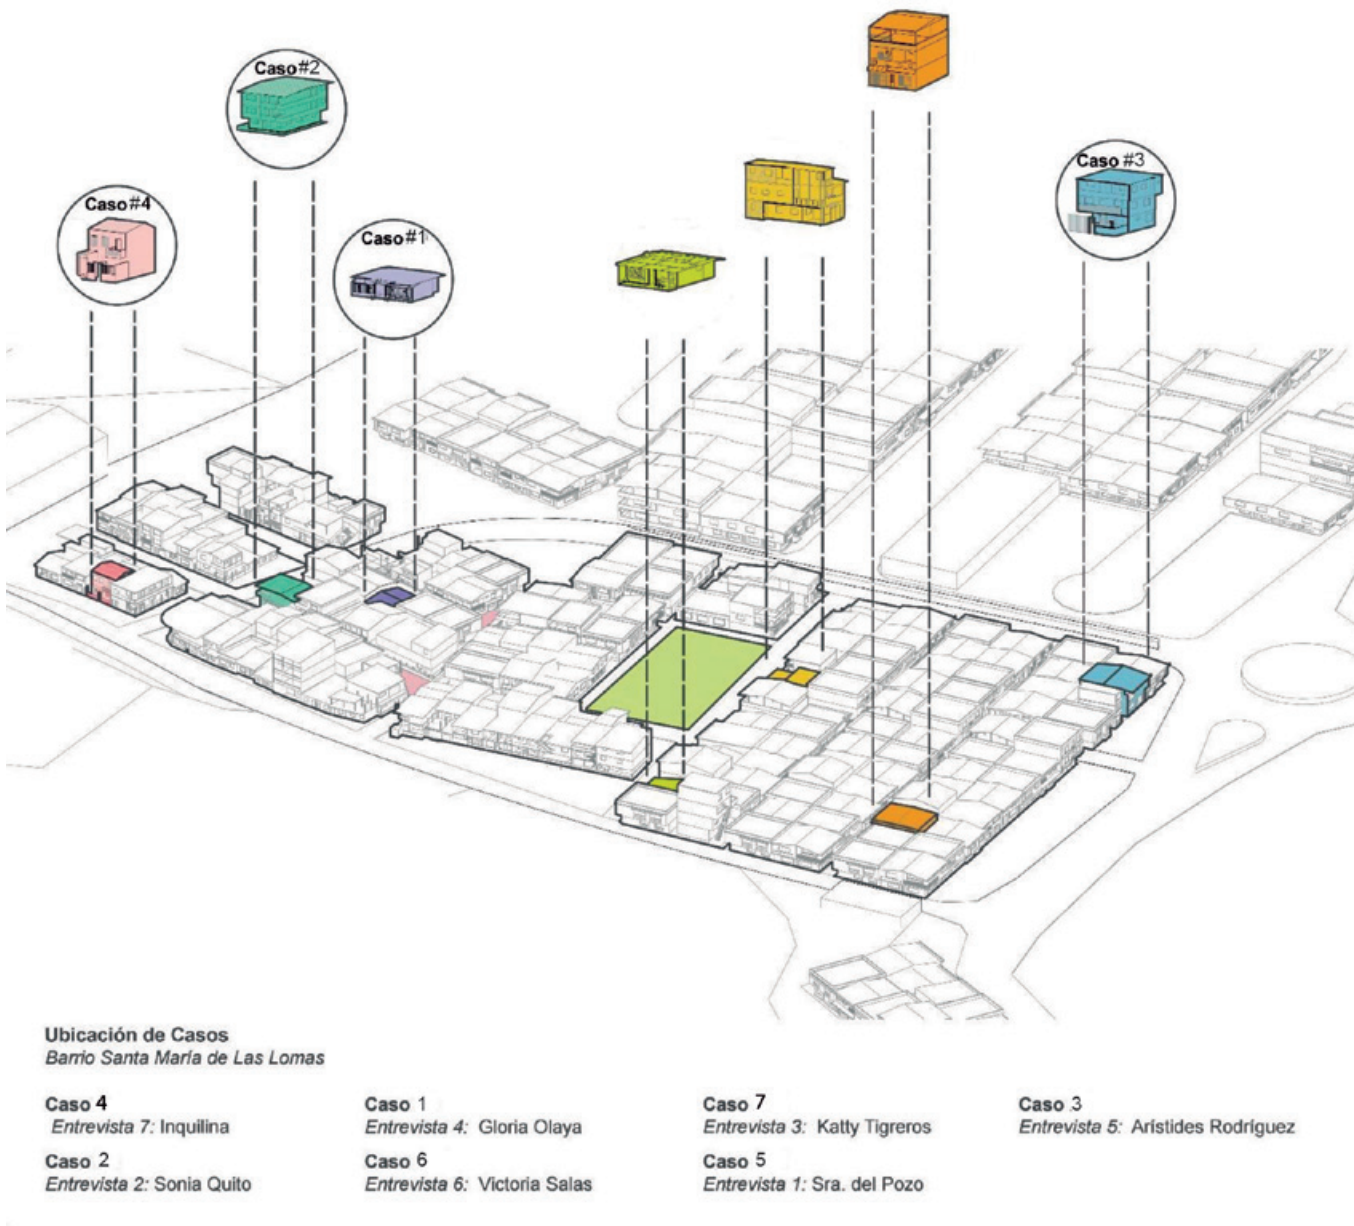 Caso #2
Caso #3
Caso #4
Caso #1
Ubicación de Casos
Barrio Santa María de Las Lomas
Caso 4
Entrevista 7: Inquilina
Caso 1
Entrevista 4: Gloria Olaya
Caso 7
Entrevista 3: Katty Tigreros
Caso 3
Entrevista 5: Arístides Rodríguez
Caso 2
Entrevista 2: Sonia Quito
Caso 6
Entrevista 6: Victoria Salas
Caso 5
Entrevista 1: Sra. del Pozo